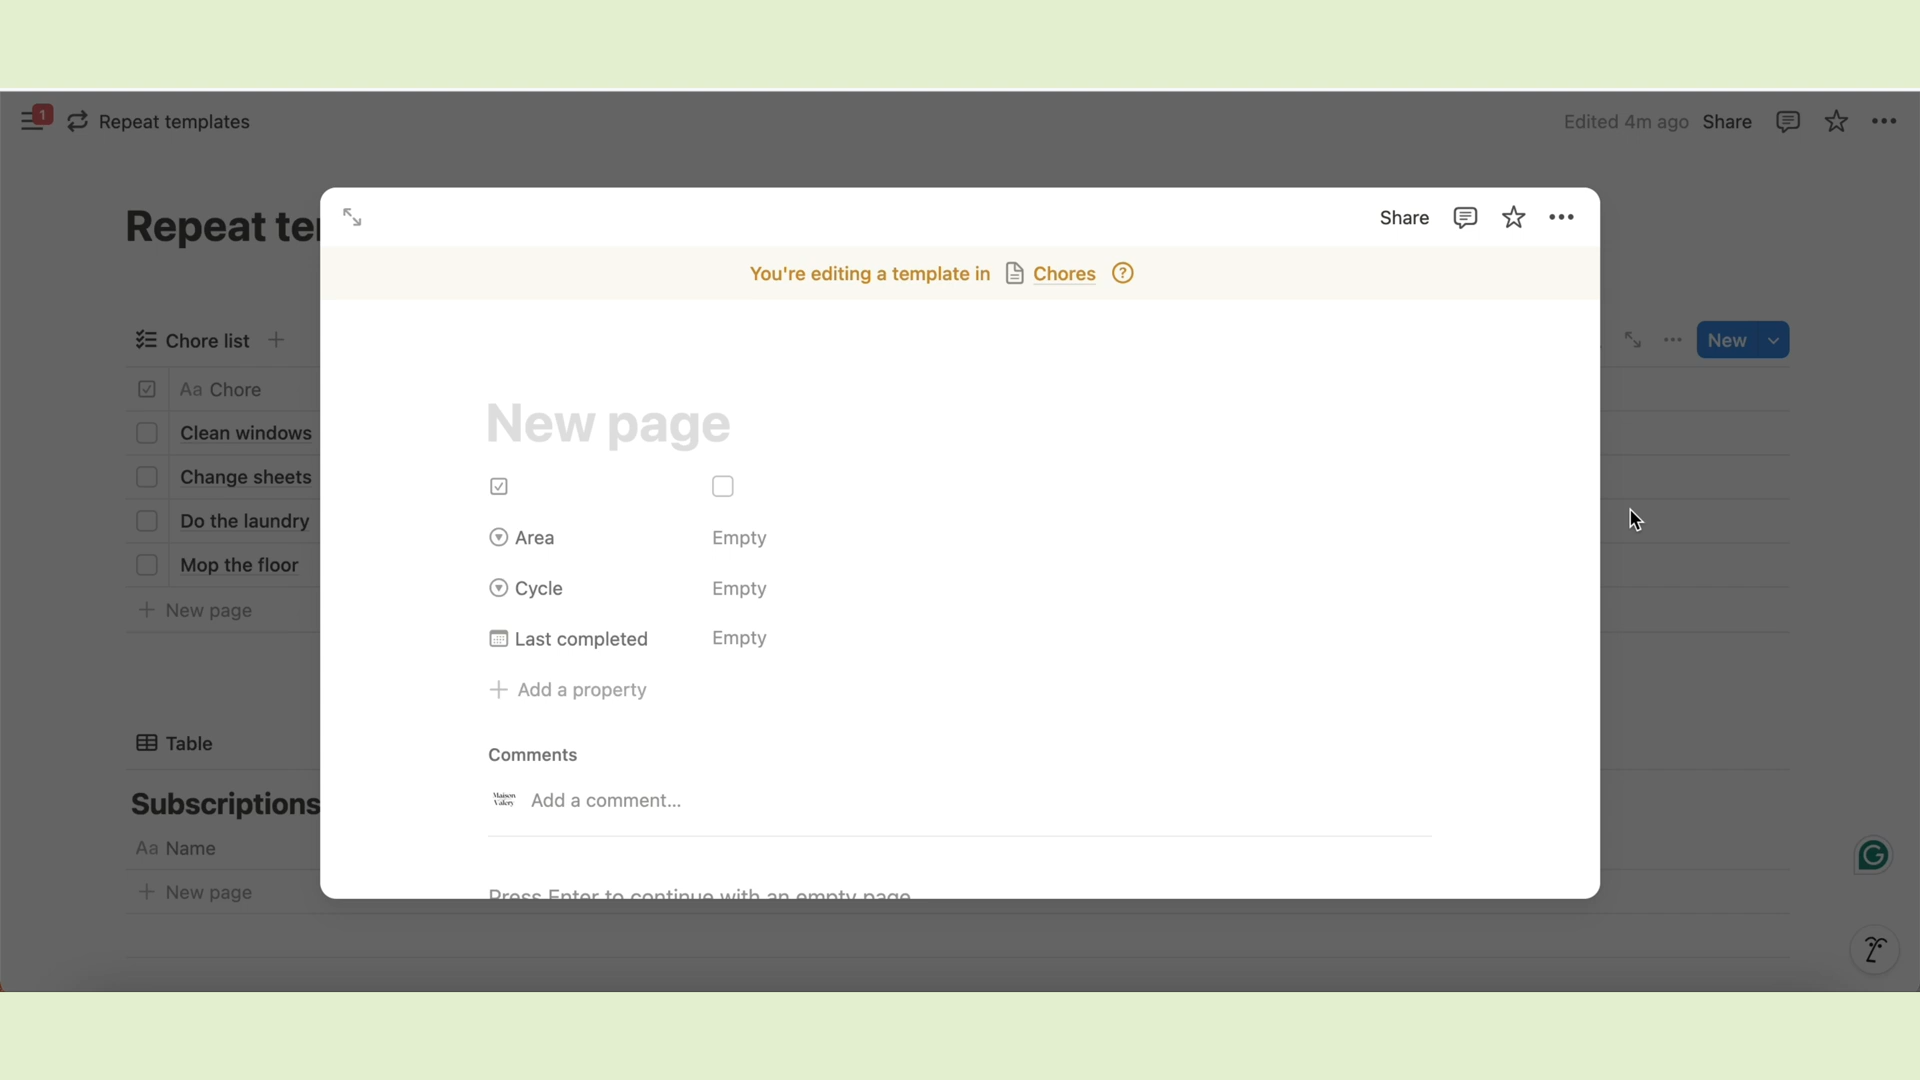 1
Repeat templates
Edited 4m ago Share
Repeat te
Share
You're editing a template in Chores ?
Chore list
New
Aa Chore
Clean windows
Change sheets
Do the laundry
Mop the floor
New page
Table
Subscriptions
Aa Name
New page
New page
Area Empty
Cycle Empty
Last completed Empty
Add a property
Comments
Maison
Valery
Add a comment...
Press Enter to continue with an empty page